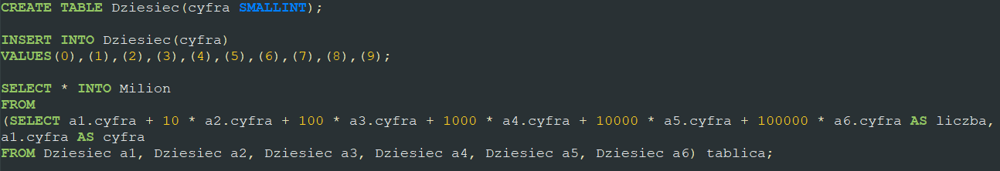 CREATE TABLE Dziesiec(cyfra SMALLINT);
INSERT INTO Dziesiec(cyfra)
VALUES(0),(1),(2),(3),(4),(5),(6),(7),(8),(9);
SELECT * INTO Milion
FROM
(SELECT a1.cyfra + 10 * a2.cyfra + 100 * a3.cyfra + 1000 * a4.cyfra + 10000 * a5.cyfra + 100000 * a6.cyfra AS liczba,
a1.cyfra AS cyfra
FROM Dziesiec a1, Dziesiec a2, Dziesiec a3, Dziesiec a4, Dziesiec a5, Dziesiec a6) tablica;